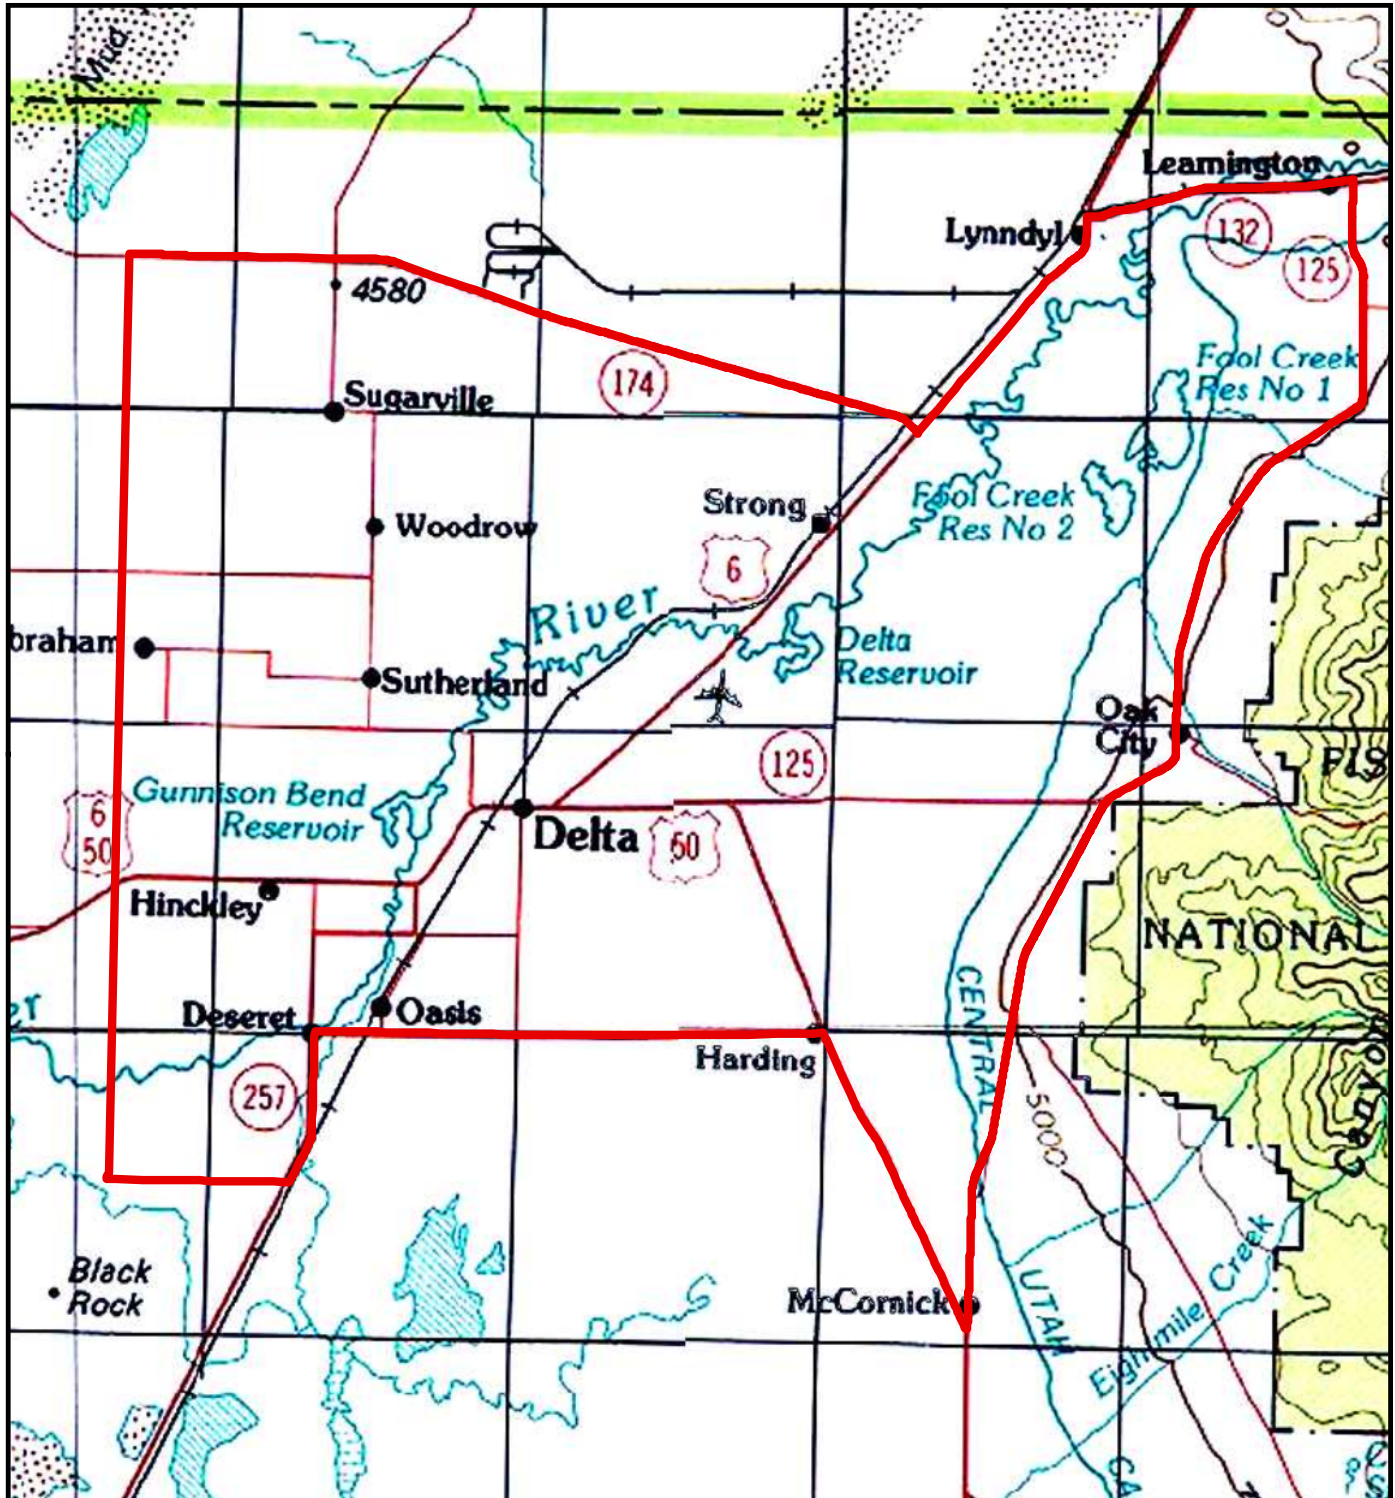 Mud
Leamington
Lynndyl
132
125
4580
Fool Creek
Res No 1
174
Sugarville
Strong
Fool Creek
Res No 2
Woodrow
6
River
braham
Delta
Reservoir
Sutherland
Oak
City
125
FIS
Gunnison Bend
Reservoir
6
50
Delta
50
Hinckley
NATIONAL
er
Deseret
Oasis
CENTRAL
Harding
257
5000
Canyon
Black
Rock
McCornick
UTAH
Eightmile Creek
CA